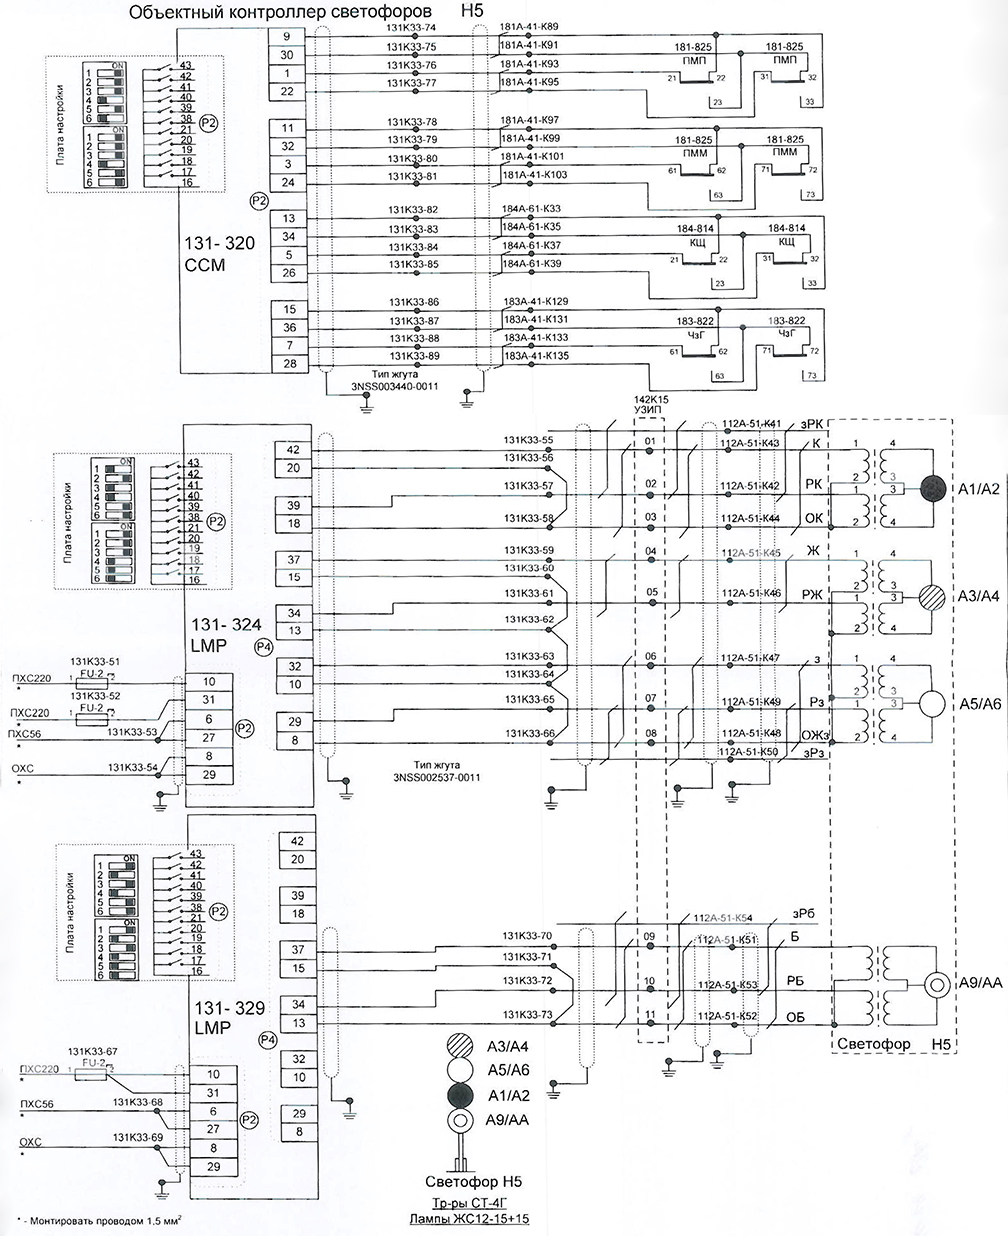 Объектный контроллер светофоров Н5
Плата настройки
ON
1
2
3
4
5
6
ON
1
2
3
4
5
6
43
42
41
40
39
38
21
20
19
18
17
16
P2
P2
131- 320
CCM
9
30
1
22
11
32
3
24
13
34
5
26
15
36
7
28
131К33-74
131К33-75
131К33-76
131К33-77
131К33-78
131К33-79
131К33-80
131К33-81
131К33-82
131К33-83
131К33-84
131К33-85
131К33-86
131К33-87
131К33-88
131К33-89
Тип жгута
3NSS003440-0011
181А-41-К89
181А-41-К91
181А-41-К93
181А-41-К95
181А-41-К97
181А-41-К99
181А-41-К101
181А-41-К103
184А-61-К33
184А-61-К35
184А-61-К37
184А-61-К39
183А-41-К129
183А-41-К131
183А-41-К133
183А-41-К135
181-825 181-825
ПМП ПМП
21 22 31 32
23 33
181-825 181-825
ПММ ПММ
61 62 71 72
63 73
184-814 184-814
КЩ КЩ
21 22 31 32
23 33
183-822 183-822
ЧзГ ЧзГ
61 62 71 72
63 73
Плата настройки
ON
1
2
3
4
5
6
ON
1
2
3
4
5
6
43
42
41
40
39
38
21
20
19
18
17
16
P2
131- 324
LMP
P4
42
20
39
18
37
15
34
13
32
10
29
8
131К33-51
ПХС220 1 FU-2 2
*
131К33-52
ПХС220 1 FU-2 2
*
ПХС56 131К33-53
*
ОХС 131К33-54
*
10
31
6
27
8
29
P2
131К33-55
131К33-56
131К33-57
131К33-58
131К33-59
131К33-60
131К33-61
131К33-62
131К33-63
131К33-64
131К33-65
131К33-66
Тип жгута
3NSS002537-0011
142К15
УЗИП
01
02
03
04
05
06
07
08
112А-51-К41 зРК
112А-51-К43 К
112А-51-К42 РК
112А-51-К44 ОК
112А-51-К45 Ж
112А-51-К46 РЖ
112А-51-К47 з
112А-51-К49 Рз
112А-51-К48 ОЖз
112А-51-К50 зРз
1 4
2 3
1 3
2 4
А1/А2
1 4
2 3
1 3
2 4
А3/А4
1 4
2 3
1 3
2 4
А5/А6
Плата настройки
ON
1
2
3
4
5
6
ON
1
2
3
4
5
6
43
42
41
40
39
38
21
20
19
18
17
16
P2
131- 329
LMP
P4
42
20
39
18
37
15
34
13
32
10
29
8
131К33-67
ПХС220 1 FU-2 2
*
ПХС56 131К33-68
*
ОХС 131К33-69
*
10
31
6
27
8
29
P2
131К33-70
131К33-71
131К33-72
131К33-73
09
10
11
112А-51-К54 зРб
112А-51-К51 Б
112А-51-К53 РБ
112А-51-К52 ОБ
А9/АА
Светофор Н5
А3/А4
А5/А6
А1/А2
А9/АА
Светофор Н5
Тр-ры СТ-4Г
Лампы ЖС12-15+15
* - Монтировать проводом 1,5 мм²